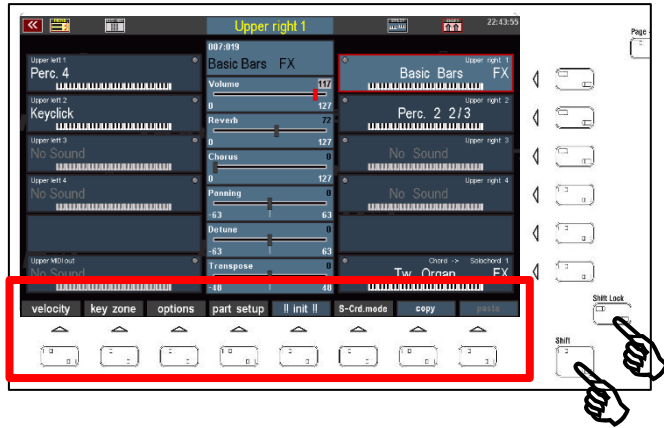 Upper right 1
22:43:55
Page
007:019
Basic Bars FX
Upper left 1
Perc. 4
Upper left 2
Keyclick
Upper left 3
No Sound
Upper left 4
No Sound
Upper MIDI out
No Sound
Volume 117
0 127
Reverb 72
0 127
Chorus 0
0 127
Panning 0
-63 63
Detune 0
-63 63
Transpose 0
-48 48
Upper right 1
Basic Bars FX
Upper right 2
Perc. 2 2/3
Upper right 3
No Sound
Upper right 4
No Sound
Chord -> Solochord 1
Tw. Organ FX
velocity key zone options part setup !! init !! S-Crd.mode copy paste
Shift Lock
Shift